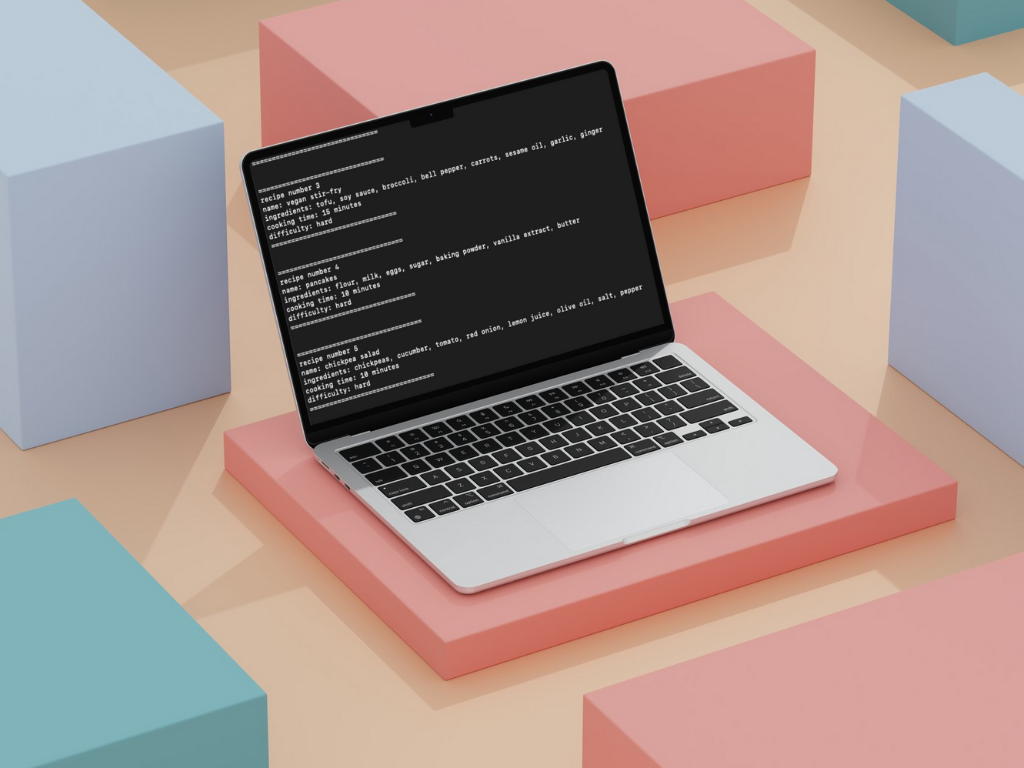 ==============================
==============================
recipe number 3
name: vegan stir-fry
ingredients: tofu, soy sauce, broccoli, bell pepper, carrots, sesame oil, garlic, ginger
cooking time: 15 minutes
difficulty: hard
==============================
==============================
recipe number 4
name: pancakes
ingredients: flour, milk, eggs, sugar, baking powder, vanilla extract, butter
cooking time: 10 minutes
difficulty: hard
==============================
==============================
recipe number 5
name: chickpea salad
ingredients: chickpeas, cucumber, tomato, red onion, lemon juice, olive oil, salt, pepper
cooking time: 10 minutes
difficulty: hard
==============================